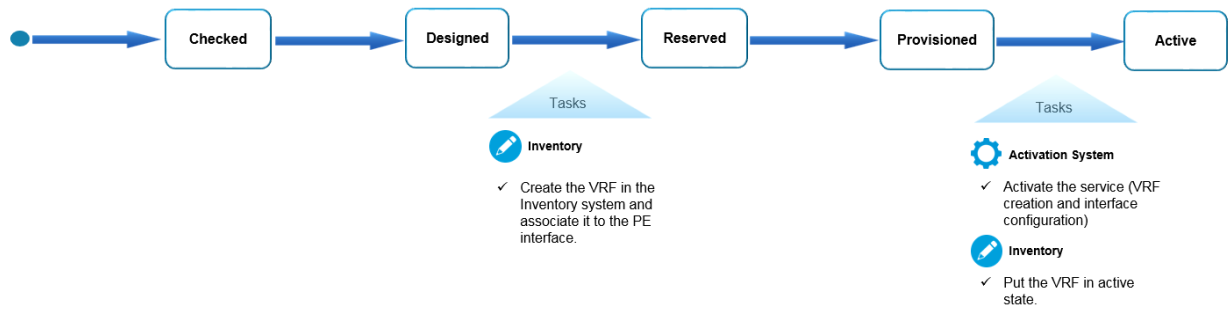 Checked
Designed
Reserved
Provisioned
Active
Tasks
Inventory
✓ Create the VRF in the
Inventory system and
associate it to the PE
interface.
Tasks
Activation System
✓ Activate the service (VRF
creation and interface
configuration)
Inventory
✓ Put the VRF in active
state.